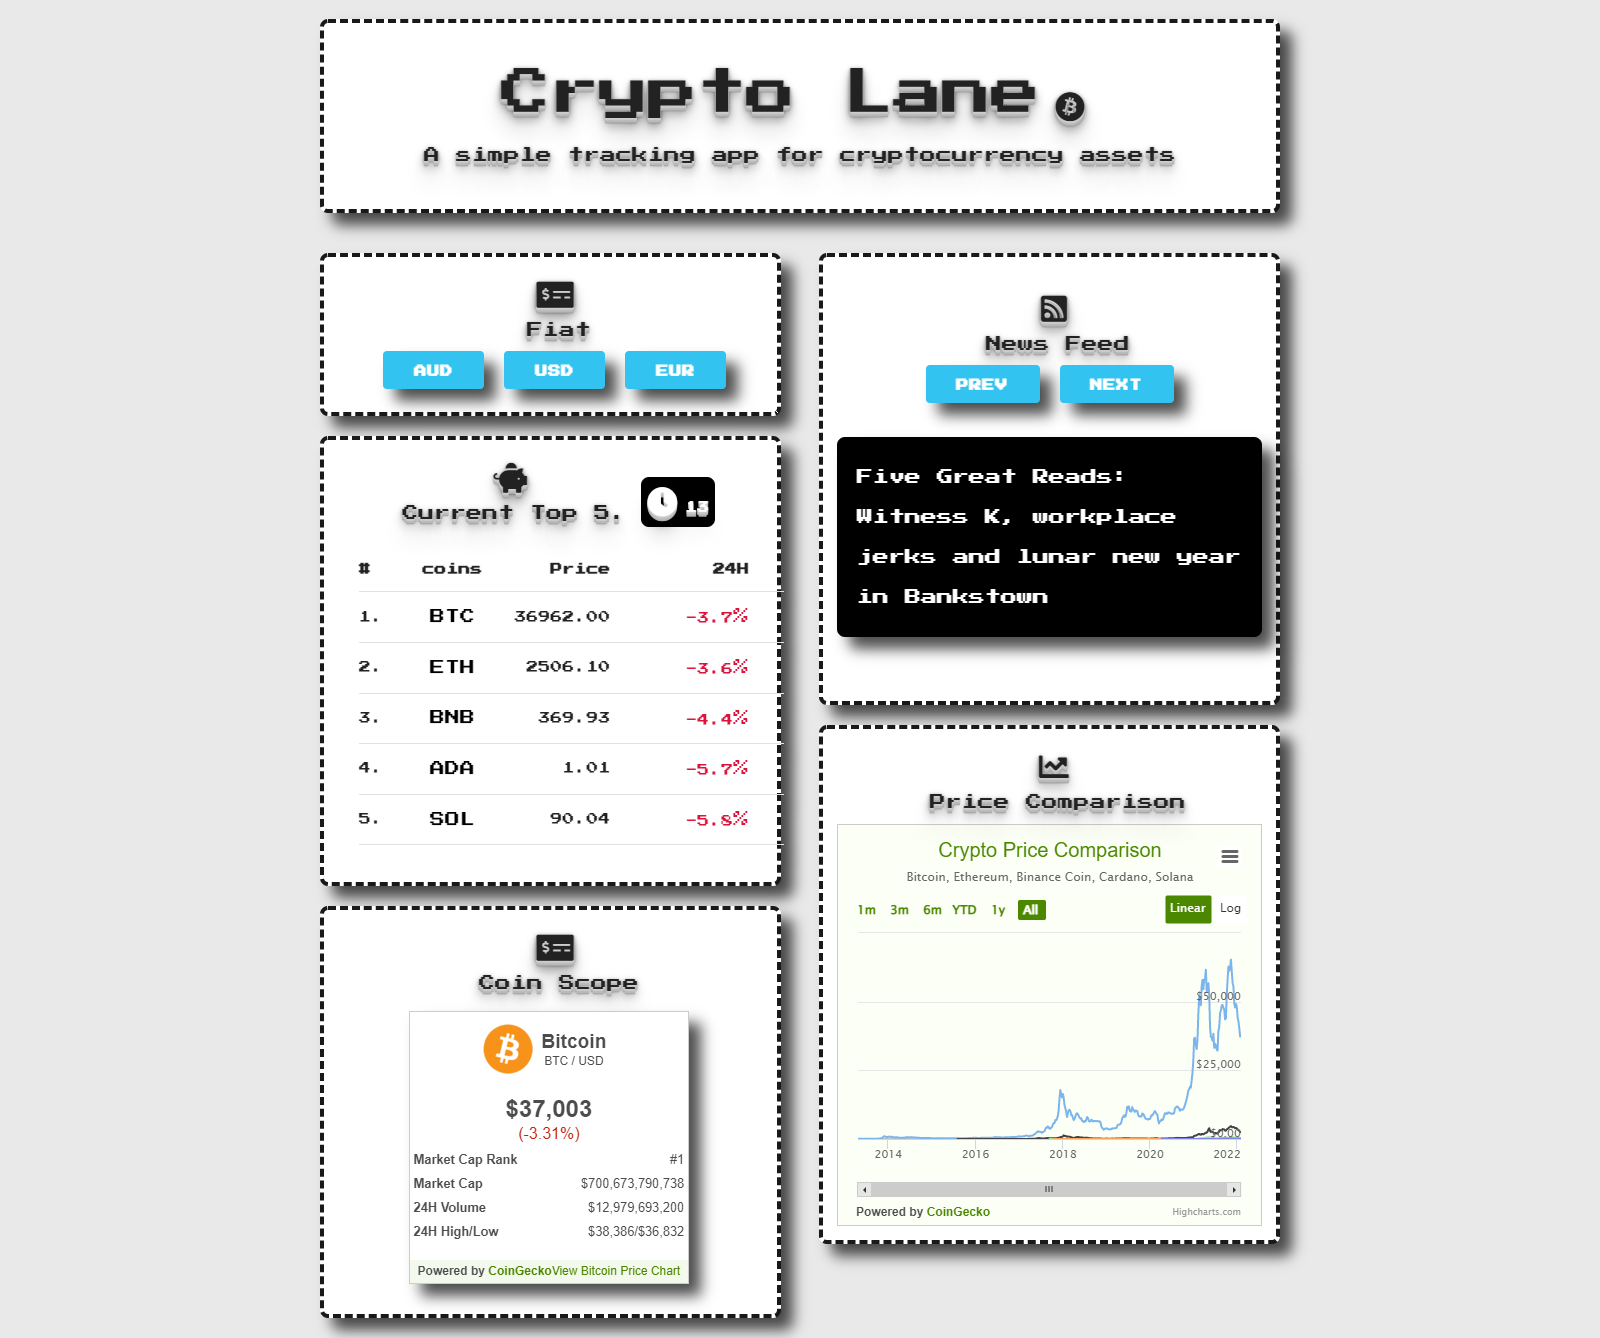 Crypto Lane
A simple tracking app for cryptocurrency assets
Fiat
AUD USD EUR
Current Top 5. 13
# coins Price 24H
1. BTC 36962.00 -3.7%
2. ETH 2506.10 -3.6%
3. BNB 369.93 -4.4%
4. ADA 1.01 -5.7%
5. SOL 90.04 -5.8%
Coin Scope
Bitcoin
BTC / USD
$37,003
(-3.31%)
Market Cap Rank #1
Market Cap $700,673,790,738
24H Volume $12,979,693,200
24H High/Low $38,386/$36,832
Powered by CoinGeckoView Bitcoin Price Chart
News Feed
PREV NEXT
Five Great Reads:
Witness K, workplace
jerks and lunar new year
in Bankstown
Price Comparison
Crypto Price Comparison
Bitcoin, Ethereum, Binance Coin, Cardano, Solana
1m 3m 6m YTD 1y All Linear Log
$50,000
$25,000
$0.00
2014 2016 2018 2020 2022
Powered by CoinGecko Highcharts.com